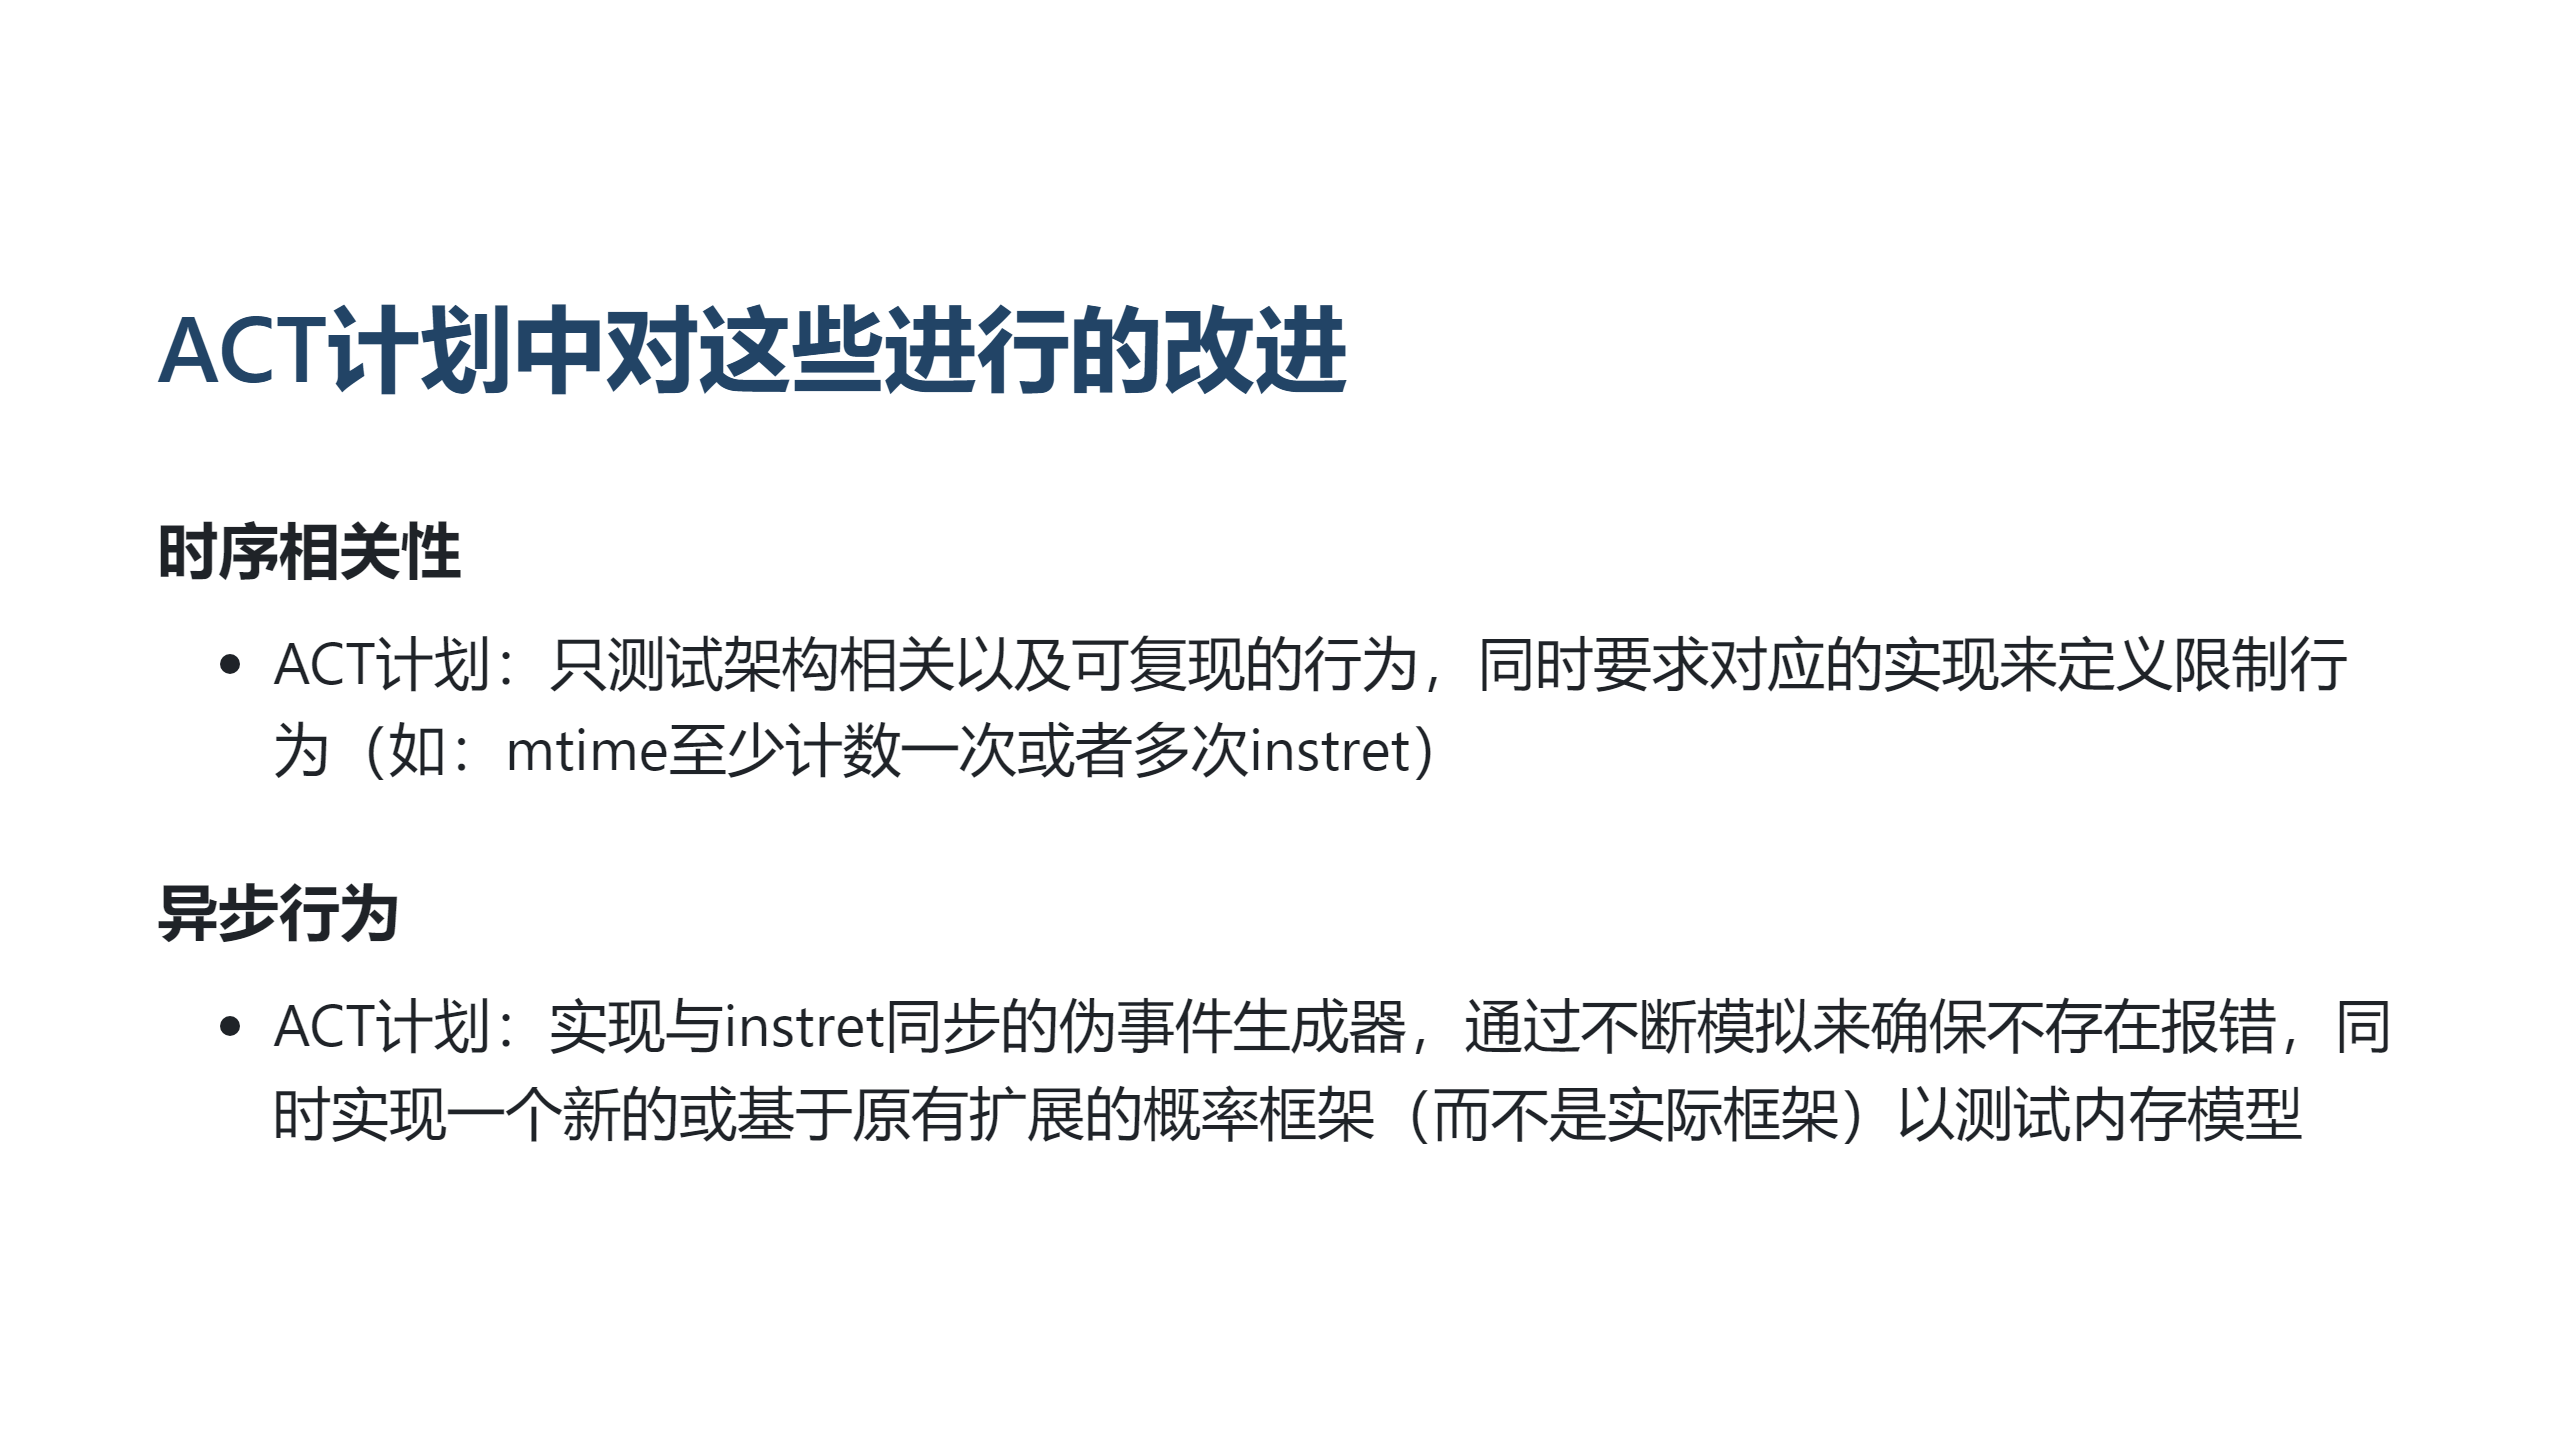 ACT计划中对这些进行的改进
时序相关性
• ACT计划：只测试架构相关以及可复现的行为，同时要求对应的实现来定义限制行
为（如：mtime至少计数一次或者多次instret）
异步行为
• ACT计划：实现与instret同步的伪事件生成器，通过不断模拟来确保不存在报错，同
时实现一个新的或基于原有扩展的概率框架（而不是实际框架）以测试内存模型